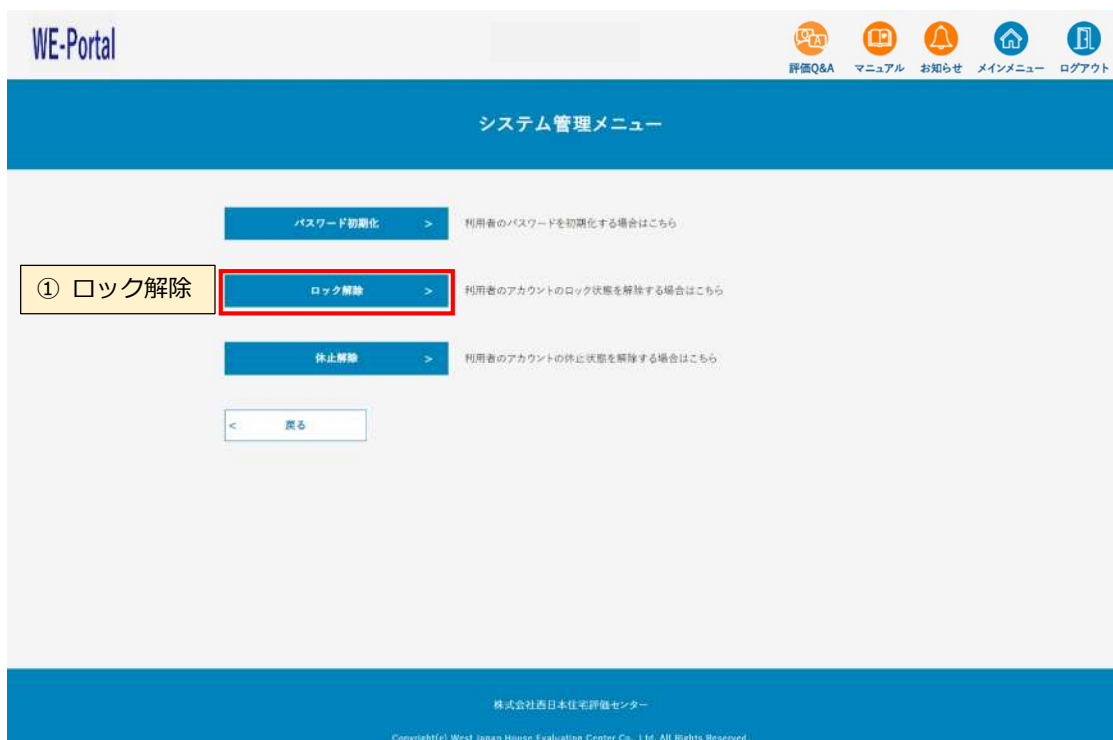 WE-Portal
評価Q&A
マニュアル
お知らせ
メインメニュー
ログアウト
システム管理メニュー
パスワード初期化 >
利用者のパスワードを初期化する場合はこちら
① ロック解除
ロック解除 >
利用者のアカウントのロック状態を解除する場合はこちら
休止解除 >
利用者のアカウントの休止状態を解除する場合はこちら
< 戻る
株式会社西日本住宅評価センター
Copyright(c) West Japan House Evaluating Center Co., Ltd. All Rights Reserved.